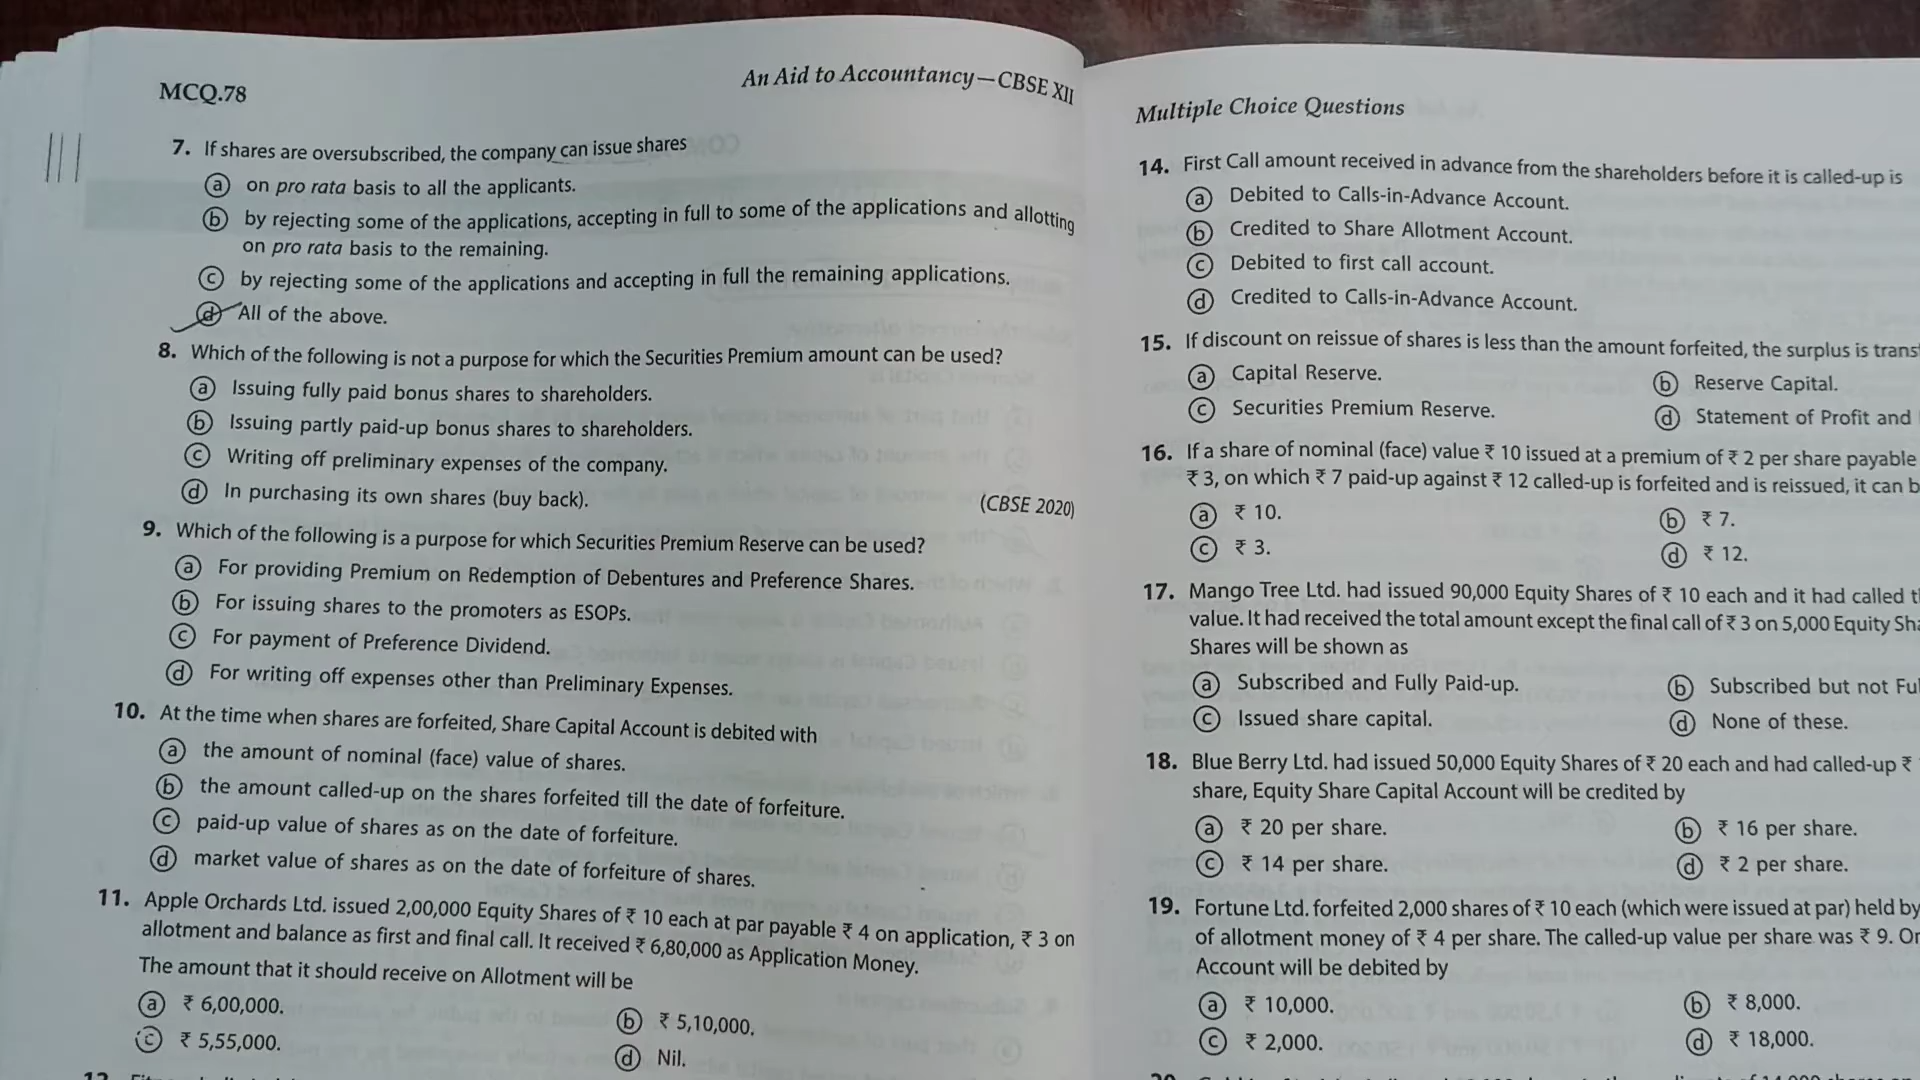 MCQ.78
An Aid to Accountancy—CBSE XII
7. If shares are oversubscribed, the company can issue shares
(a) on pro rata basis to all the applicants.
(b) by rejecting some of the applications, accepting in full to some of the applications and allotting
on pro rata basis to the remaining.
(c) by rejecting some of the applications and accepting in full the remaining applications.
(d) All of the above.
8. Which of the following is not a purpose for which the Securities Premium amount can be used?
(a) Issuing fully paid bonus shares to shareholders.
(b) Issuing partly paid-up bonus shares to shareholders.
(c) Writing off preliminary expenses of the company.
(d) In purchasing its own shares (buy back).
(CBSE 2020)
9. Which of the following is a purpose for which Securities Premium Reserve can be used?
(a) For providing Premium on Redemption of Debentures and Preference Shares.
(b) For issuing shares to the promoters as ESOPs.
(c) For payment of Preference Dividend.
(d) For writing off expenses other than Preliminary Expenses.
10. At the time when shares are forfeited, Share Capital Account is debited with
(a) the amount of nominal (face) value of shares.
(b) the amount called-up on the shares forfeited till the date of forfeiture.
(c) paid-up value of shares as on the date of forfeiture.
(d) market value of shares as on the date of forfeiture of shares.
11. Apple Orchards Ltd. issued 2,00,000 Equity Shares of ₹ 10 each at par payable ₹ 4 on application, ₹ 3 on
allotment and balance as first and final call. It received ₹ 6,80,000 as Application Money.
The amount that it should receive on Allotment will be
(a) ₹ 6,00,000.
(b) ₹ 5,10,000.
(c) ₹ 5,55,000.
(d) Nil.
Multiple Choice Questions
14. First Call amount received in advance from the shareholders before it is called-up is
(a) Debited to Calls-in-Advance Account.
(b) Credited to Share Allotment Account.
(c) Debited to first call account.
(d) Credited to Calls-in-Advance Account.
15. If discount on reissue of shares is less than the amount forfeited, the surplus is trans
(a) Capital Reserve.
(b) Reserve Capital.
(c) Securities Premium Reserve.
(d) Statement of Profit and
16. If a share of nominal (face) value ₹ 10 issued at a premium of ₹ 2 per share payable
₹ 3, on which ₹ 7 paid-up against ₹ 12 called-up is forfeited and is reissued, it can b
(a) ₹ 10.
(b) ₹ 7.
(c) ₹ 3.
(d) ₹ 12.
17. Mango Tree Ltd. had issued 90,000 Equity Shares of ₹ 10 each and it had called t
value. It had received the total amount except the final call of ₹ 3 on 5,000 Equity Sha
Shares will be shown as
(a) Subscribed and Fully Paid-up.
(b) Subscribed but not Ful
(c) Issued share capital.
(d) None of these.
18. Blue Berry Ltd. had issued 50,000 Equity Shares of ₹ 20 each and had called-up ₹
share, Equity Share Capital Account will be credited by
(a) ₹ 20 per share.
(b) ₹ 16 per share.
(c) ₹ 14 per share.
(d) ₹ 2 per share.
19. Fortune Ltd. forfeited 2,000 shares of ₹ 10 each (which were issued at par) held by
of allotment money of ₹ 4 per share. The called-up value per share was ₹ 9. On
Account will be debited by
(a) ₹ 10,000.
(b) ₹ 8,000.
(c) ₹ 2,000.
(d) ₹ 18,000.